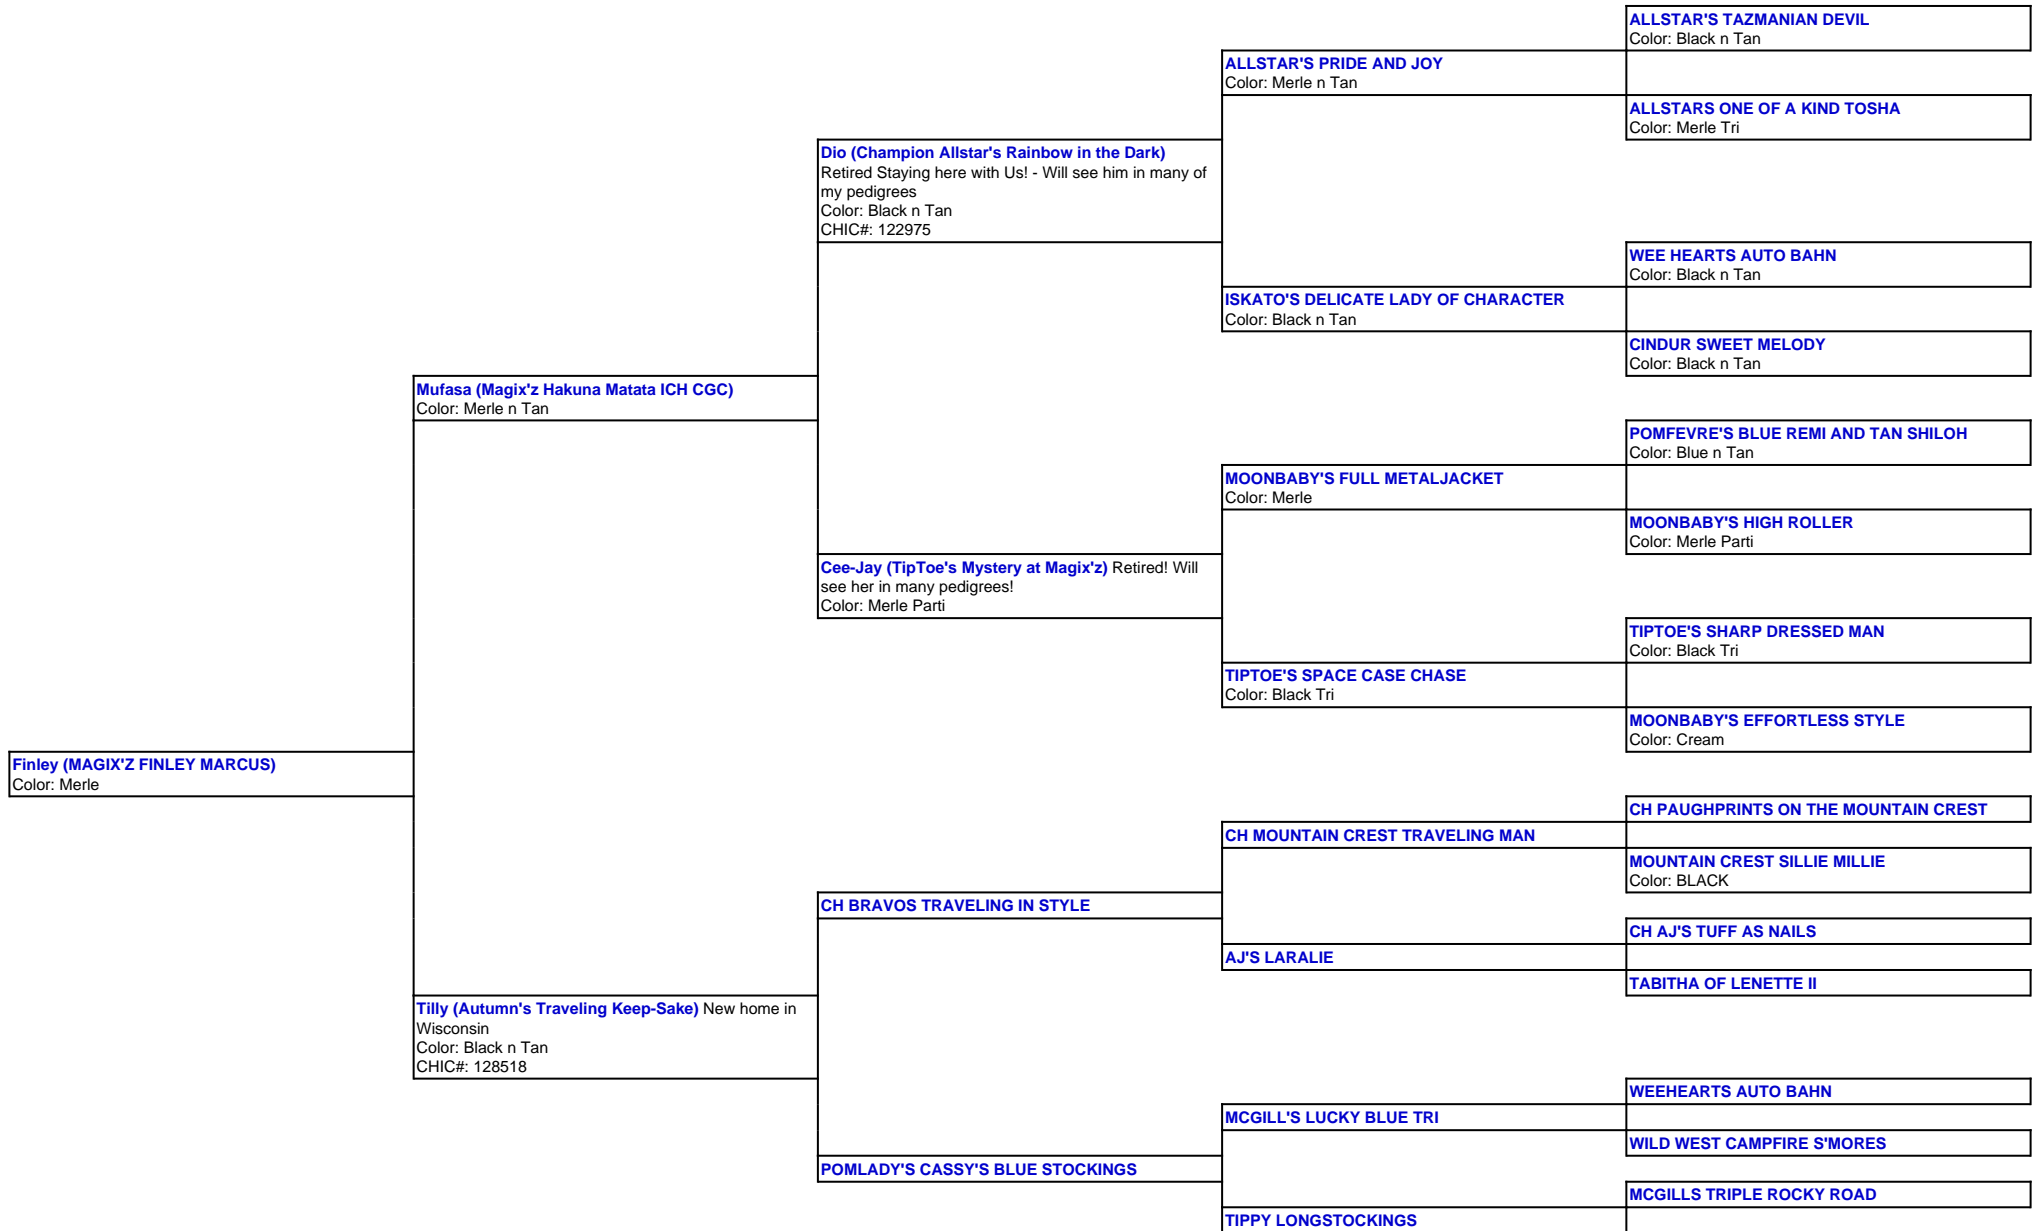 ALLSTAR'S TAZMANIAN DEVIL
Color: Black n Tan
ALLSTAR'S PRIDE AND JOY
Color: Merle n Tan
ALLSTARS ONE OF A KIND TOSHA
Color: Merle Tri
Dio (Champion Allstar's Rainbow in the Dark)
Retired Staying here with Us! - Will see him in many of
my pedigrees
Color: Black n Tan
CHIC#: 122975
WEE HEARTS AUTO BAHN
Color: Black n Tan
ISKATO'S DELICATE LADY OF CHARACTER
Color: Black n Tan
CINDUR SWEET MELODY
Color: Black n Tan
Mufasa (Magix'z Hakuna Matata ICH CGC)
Color: Merle n Tan
POMFEVRE'S BLUE REMI AND TAN SHILOH
Color: Blue n Tan
MOONBABY'S FULL METALJACKET
Color: Merle
MOONBABY'S HIGH ROLLER
Color: Merle Parti
Cee-Jay (TipToe's Mystery at Magix'z) Retired! Will
see her in many pedigrees!
Color: Merle Parti
TIPTOE'S SHARP DRESSED MAN
Color: Black Tri
TIPTOE'S SPACE CASE CHASE
Color: Black Tri
MOONBABY'S EFFORTLESS STYLE
Color: Cream
Finley (MAGIX'Z FINLEY MARCUS)
Color: Merle
CH PAUGHPRINTS ON THE MOUNTAIN CREST
CH MOUNTAIN CREST TRAVELING MAN
MOUNTAIN CREST SILLIE MILLIE
Color: BLACK
CH BRAVOS TRAVELING IN STYLE
CH AJ'S TUFF AS NAILS
AJ'S LARALIE
TABITHA OF LENETTE II
Tilly (Autumn's Traveling Keep-Sake) New home in
Wisconsin
Color: Black n Tan
CHIC#: 128518
WEEHEARTS AUTO BAHN
MCGILL'S LUCKY BLUE TRI
WILD WEST CAMPFIRE S'MORES
POMLADY'S CASSY'S BLUE STOCKINGS
MCGILLS TRIPLE ROCKY ROAD
TIPPY LONGSTOCKINGS